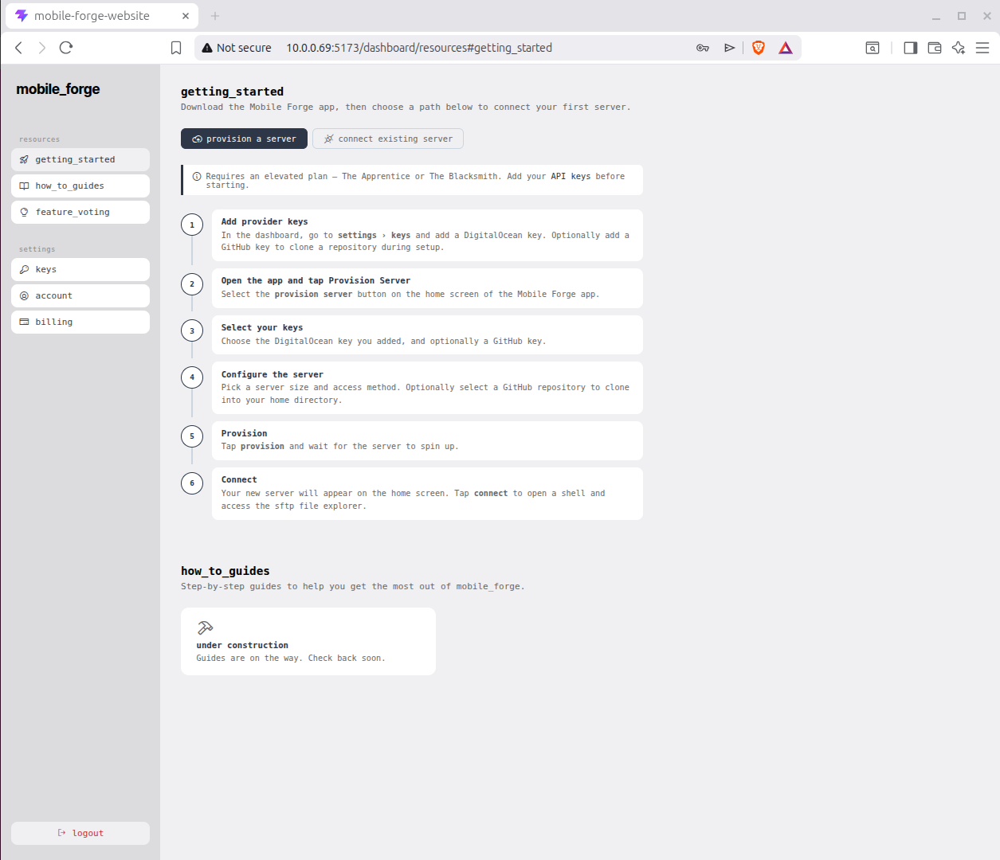 mobile-forge-website
Not secure 10.0.0.69:5173/dashboard/resources#getting_started
mobile_forge
resources
getting_started
how_to_guides
feature_voting
settings
keys
account
billing
logout
getting_started
Download the Mobile Forge app, then choose a path below to connect your first server.
provision a server
connect existing server
Requires an elevated plan — The Apprentice or The Blacksmith. Add your API keys before
starting.
1
Add provider keys
In the dashboard, go to settings › keys and add a DigitalOcean key. Optionally add a
GitHub key to clone a repository during setup.
2
Open the app and tap Provision Server
Select the provision server button on the home screen of the Mobile Forge app.
3
Select your keys
Choose the DigitalOcean key you added, and optionally a GitHub key.
4
Configure the server
Pick a server size and access method. Optionally select a GitHub repository to clone
into your home directory.
5
Provision
Tap provision and wait for the server to spin up.
6
Connect
Your new server will appear on the home screen. Tap connect to open a shell and
access the sftp file explorer.
how_to_guides
Step-by-step guides to help you get the most out of mobile_forge.
under construction
Guides are on the way. Check back soon.